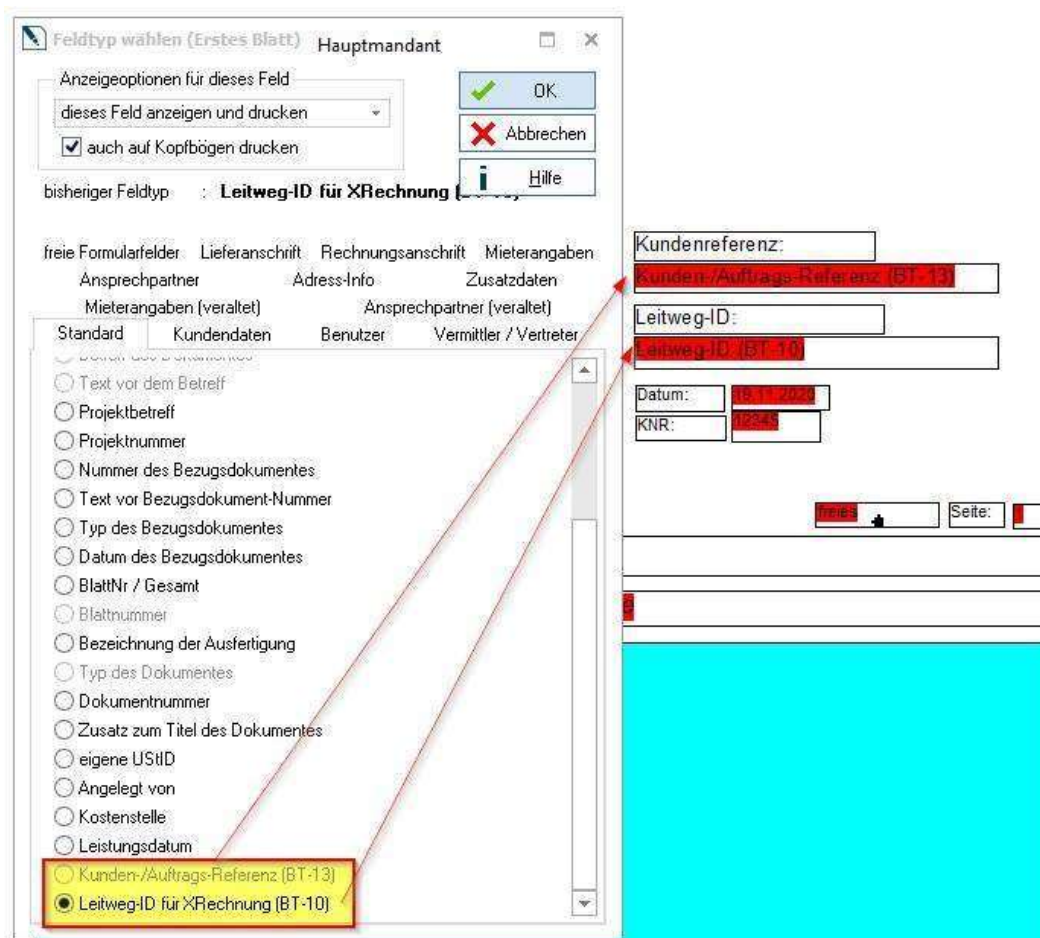 Feldtyp wählen (Erstes Blatt) Hauptmandant
Anzeigeoptionen für dieses Feld
dieses Feld anzeigen und drucken
auch auf Kopfbögen drucken
OK
Abbrechen
Hilfe
bisheriger Feldtyp : Leitweg-ID für XRechnung
freie Formularfelder Lieferanschrift Rechnungsanschrift Mieterangaben
Ansprechpartner Adress-Info Zusatzdaten
Mieterangaben (veraltet) Ansprechpartner (veraltet)
Standard Kundendaten Benutzer Vermittler / Vertreter
Text vor dem Betreff
Projektbetreff
Projektnummer
Nummer des Bezugsdokumentes
Text vor Bezugsdokument-Nummer
Typ des Bezugsdokumentes
Datum des Bezugsdokumentes
BlattNr / Gesamt
Blattnummer
Bezeichnung der Ausfertigung
Typ des Dokumentes
Dokumentnummer
Zusatz zum Titel des Dokumentes
eigene UStID
Angelegt von
Kostenstelle
Leistungsdatum
Kunden-/Auftrags-Referenz (BT-13)
Leitweg-ID für XRechnung (BT-10)
Kundenreferenz:
Kunden-/Auftrags-Referenz (BT-13)
Leitweg-ID:
Leitweg-ID (BT-10)
Datum: 19.11.2020
KNR: 12345
freies Seite: